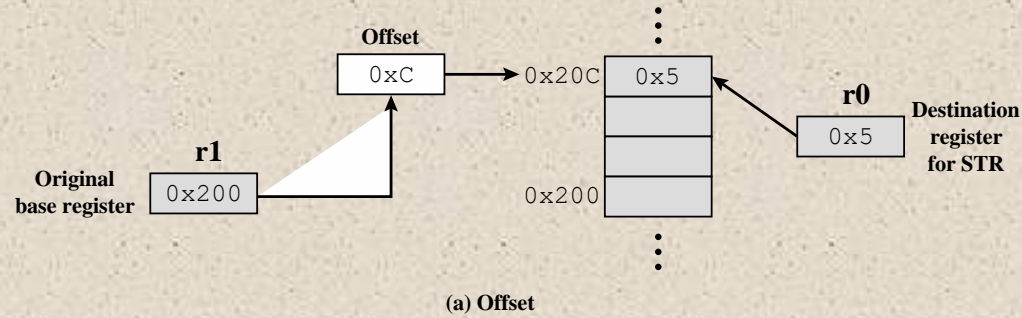 Offset
0xC
0x20C
0x5
r0
Destination
register
for STR
0x5
r1
Original
base register
0x200
0x200
(a) Offset